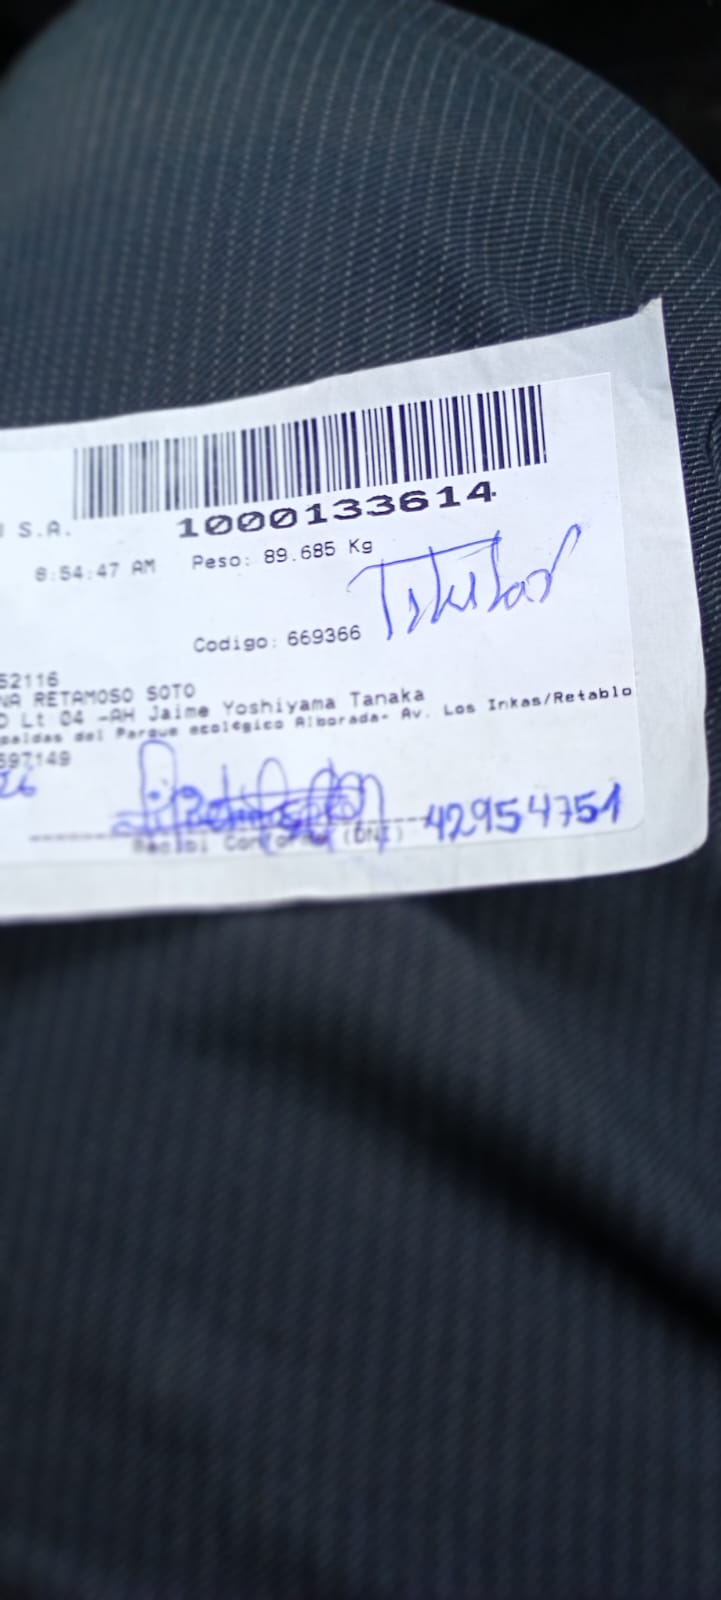 S.A.
1000133614
8:54:47 AM Peso: 89.685 Kg
Titular
Codigo: 669366
52116
NA RETAMOSO SOTO
Lt 04 -AH Jaime Yoshiyama Tanaka
del Parque ecológico Alborada- Av. Los Inkas/Retablo
597149
26
Recibi Conforme (DNI) 42954751